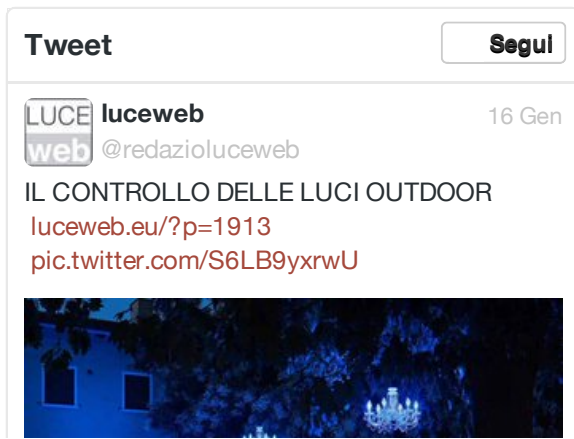 Tweet
Segui
LUCE
web
luceweb
16 Gen
@redazioluceweb
IL CONTROLLO DELLE LUCI OUTDOOR
luceweb.eu/?p=1913
pic.twitter.com/S6LB9yxrwU